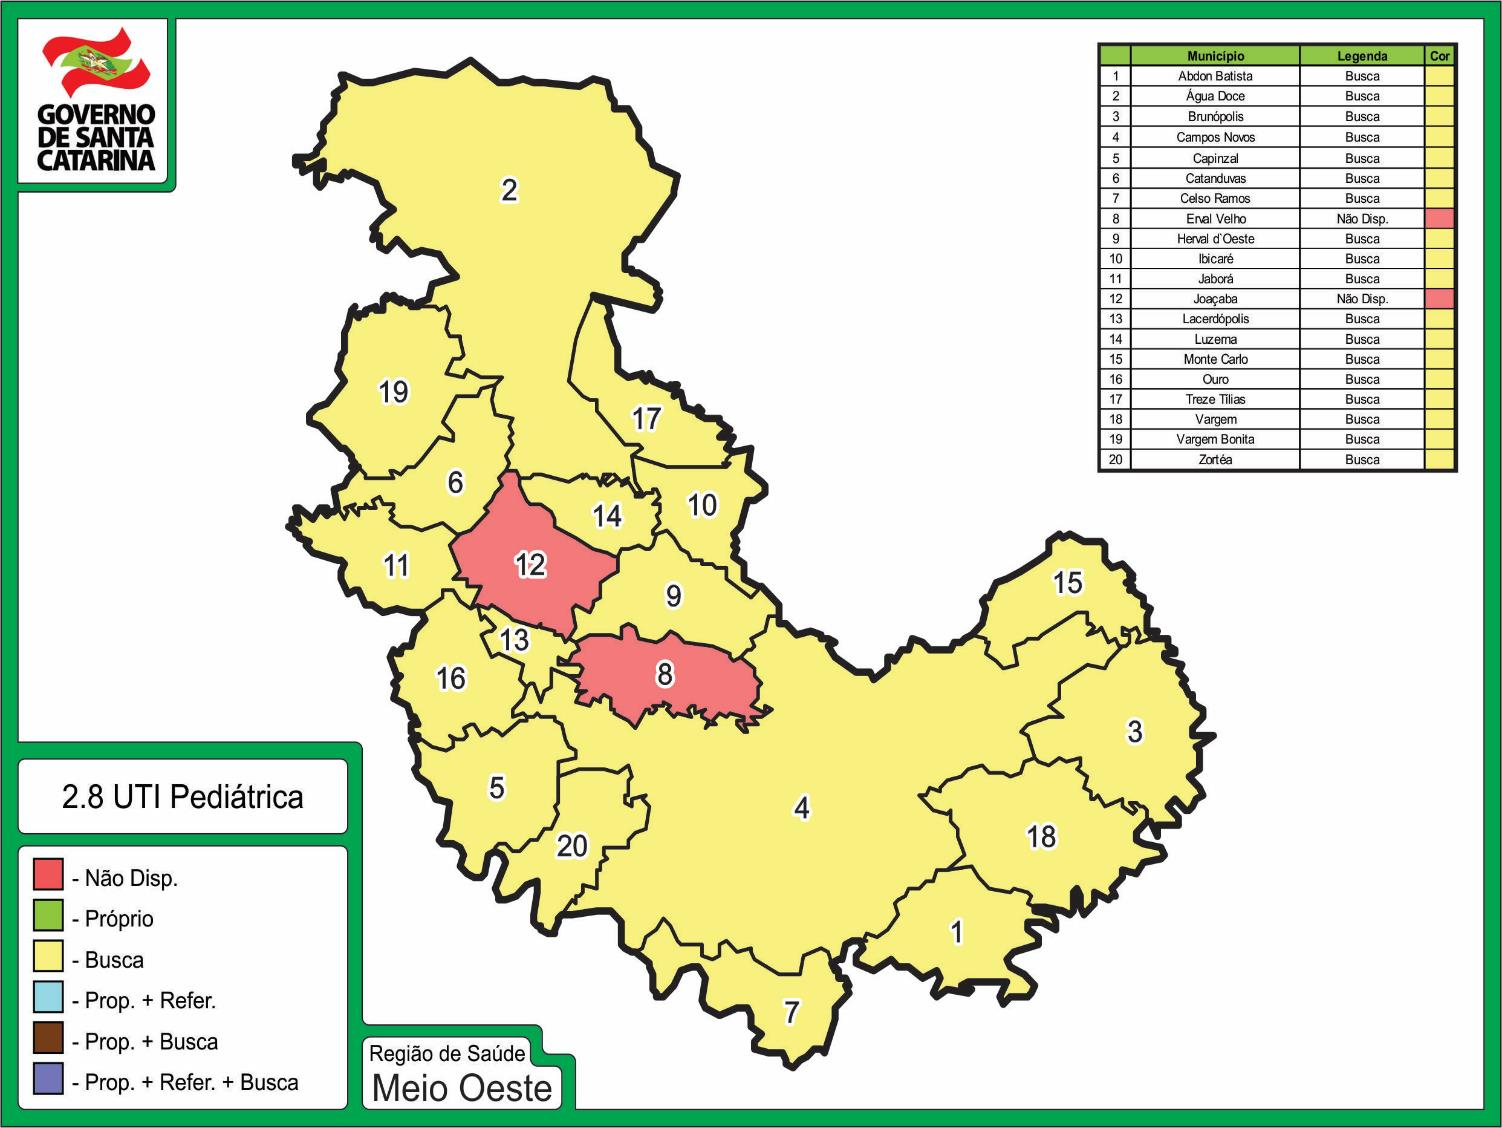 GOVERNO
DE SANTA
CATARINA
Município Legenda Cor
1 Abdon Batista Busca
2 Água Doce Busca
3 Brunópolis Busca
4 Campos Novos Busca
5 Capinzal Busca
6 Catanduvas Busca
7 Celso Ramos Busca
8 Erval Velho Não Disp.
9 Herval d`Oeste Busca
10 Ibicaré Busca
11 Jaborá Busca
12 Joaçaba Não Disp.
13 Lacerdópolis Busca
14 Luzerna Busca
15 Monte Carlo Busca
16 Ouro Busca
17 Treze Tílias Busca
18 Vargem Busca
19 Vargem Bonita Busca
20 Zortéa Busca
2
19
17
6
10
14
12
11
15
9
13
8
16
3
5
4
18
20
1
7
2.8 UTI Pediátrica
- Não Disp.
- Próprio
- Busca
- Prop. + Refer.
- Prop. + Busca
- Prop. + Refer. + Busca
Região de Saúde
Meio Oeste